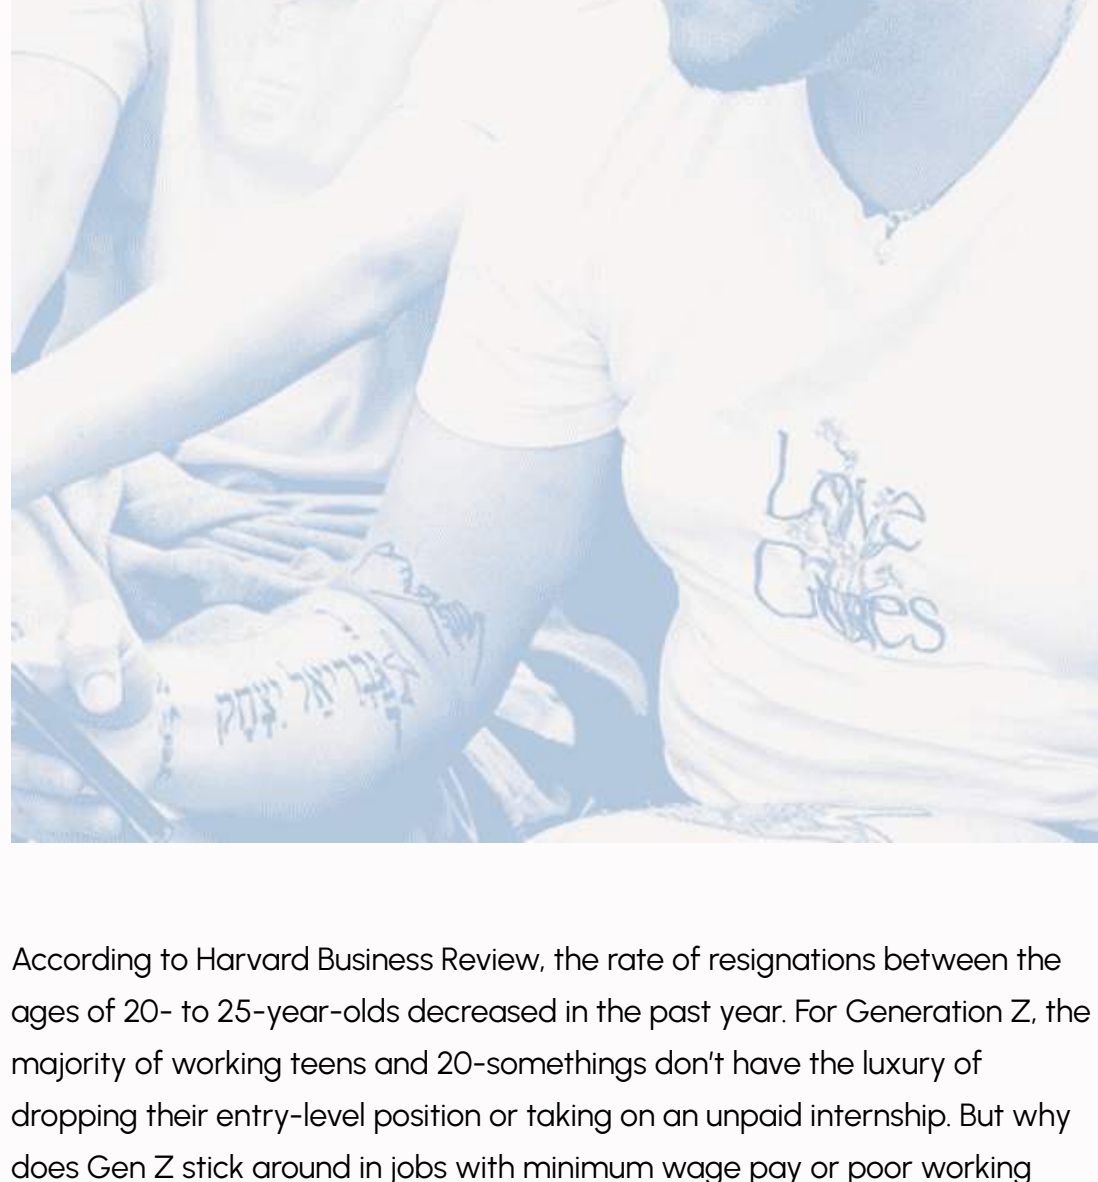 Love
Gives
גבריאל יצחק
According to Harvard Business Review, the rate of resignations between the
ages of 20- to 25-year-olds decreased in the past year. For Generation Z, the
majority of working teens and 20-somethings don't have the luxury of
dropping their entry-level position or taking on an unpaid internship. But why
does Gen Z stick around in jobs with minimum wage pay or poor working